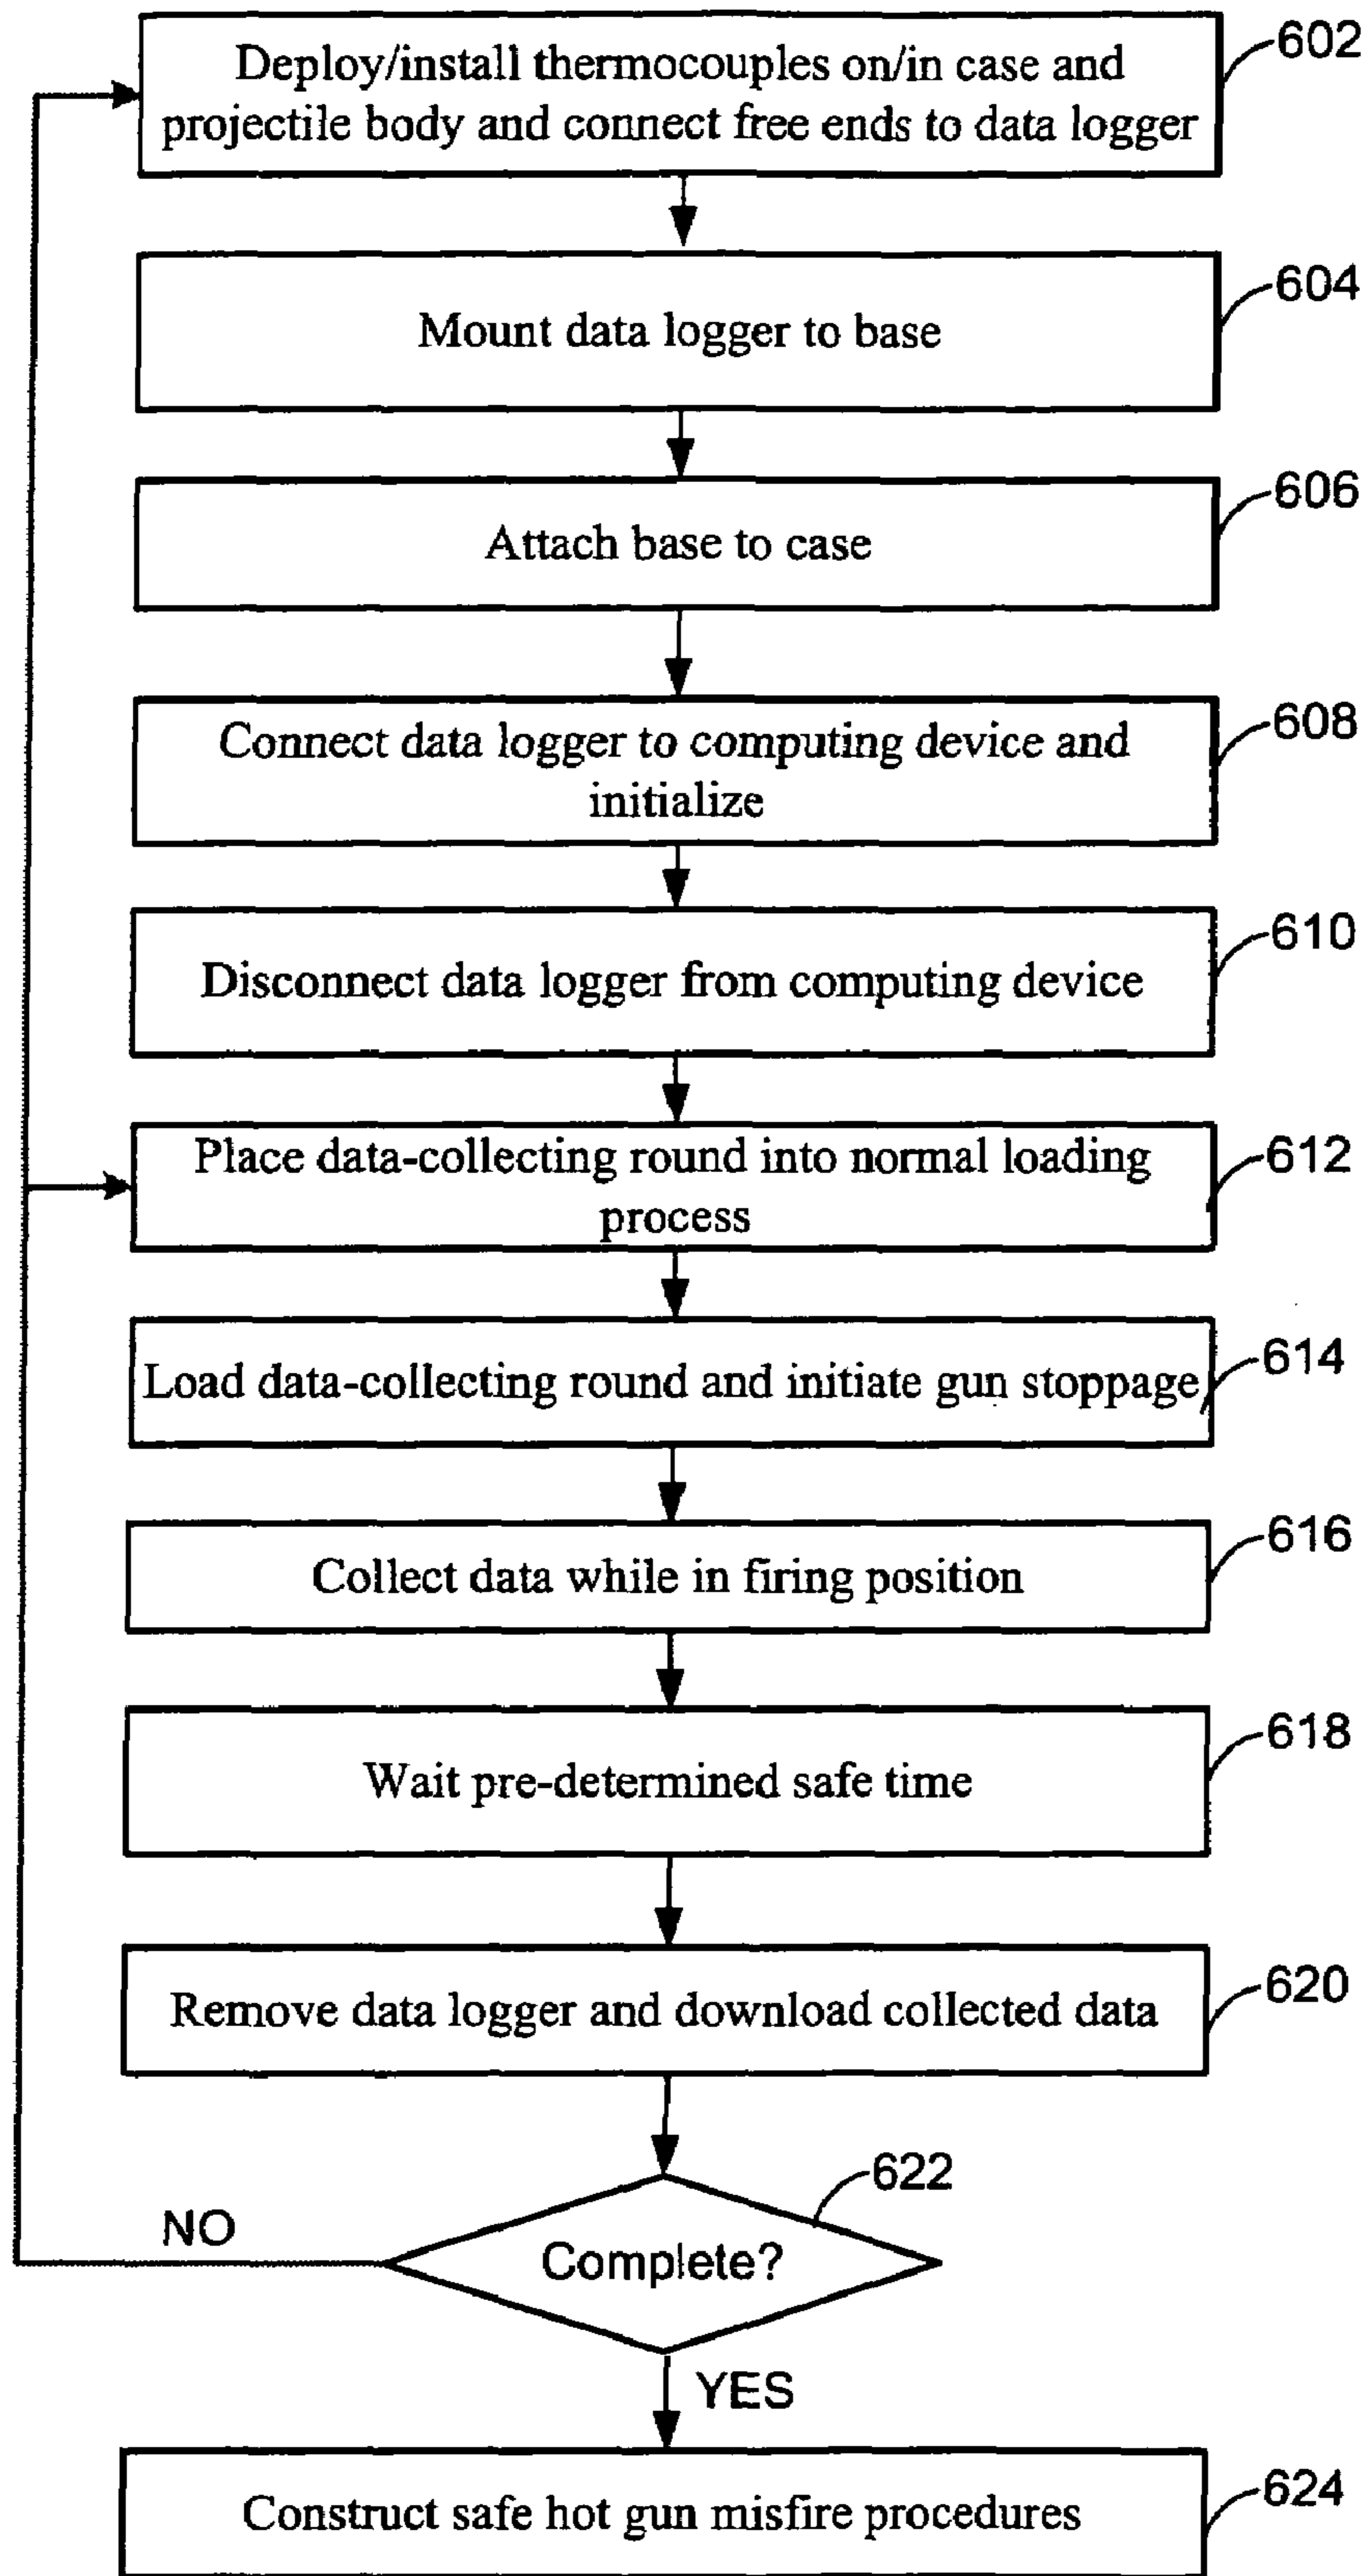 Deploy/install thermocouples on/in case and
projectile body and connect free ends to data logger
602
Mount data logger to base
604
Attach base to case
606
Connect data logger to computing device and
initialize
608
Disconnect data logger from computing device
610
Place data-collecting round into normal loading
process
612
Load data-collecting round and initiate gun stoppage
614
Collect data while in firing position
616
Wait pre-determined safe time
618
Remove data logger and download collected data
620
Complete?
622
NO
YES
Construct safe hot gun misfire procedures
624